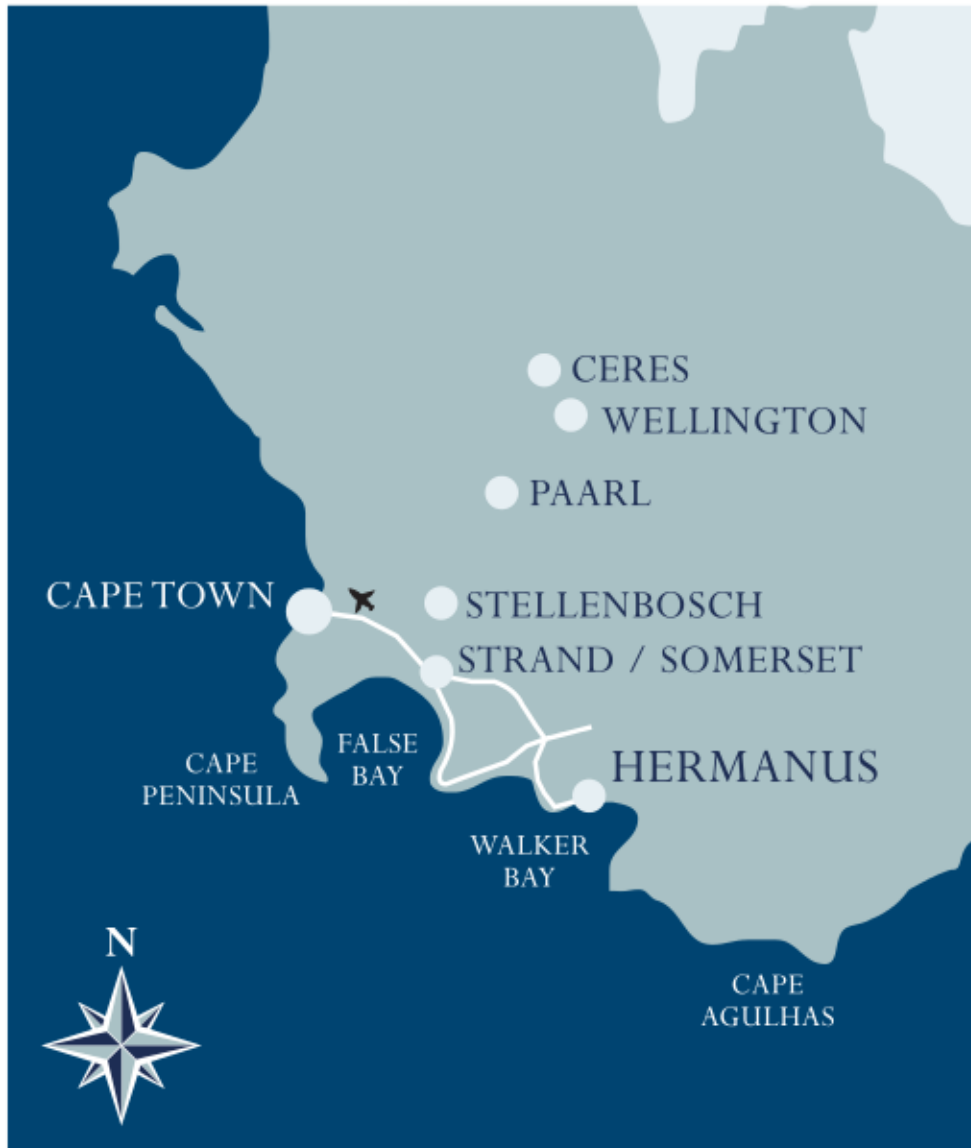 CERES
WELLINGTON
PAARL
CAPE TOWN
STELLENBOSCH
STRAND / SOMERSET
FALSE
BAY
CAPE
PENINSULA
HERMANUS
WALKER
BAY
N
CAPE
AGULHAS